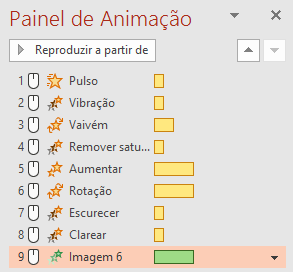 Painel de Animação
Reproduzir a partir de
1 Pulso
2 Vibração
3 Vaivém
4 Remover satu...
5 Aumentar
6 Rotação
7 Escurecer
8 Clarear
9 Imagem 6